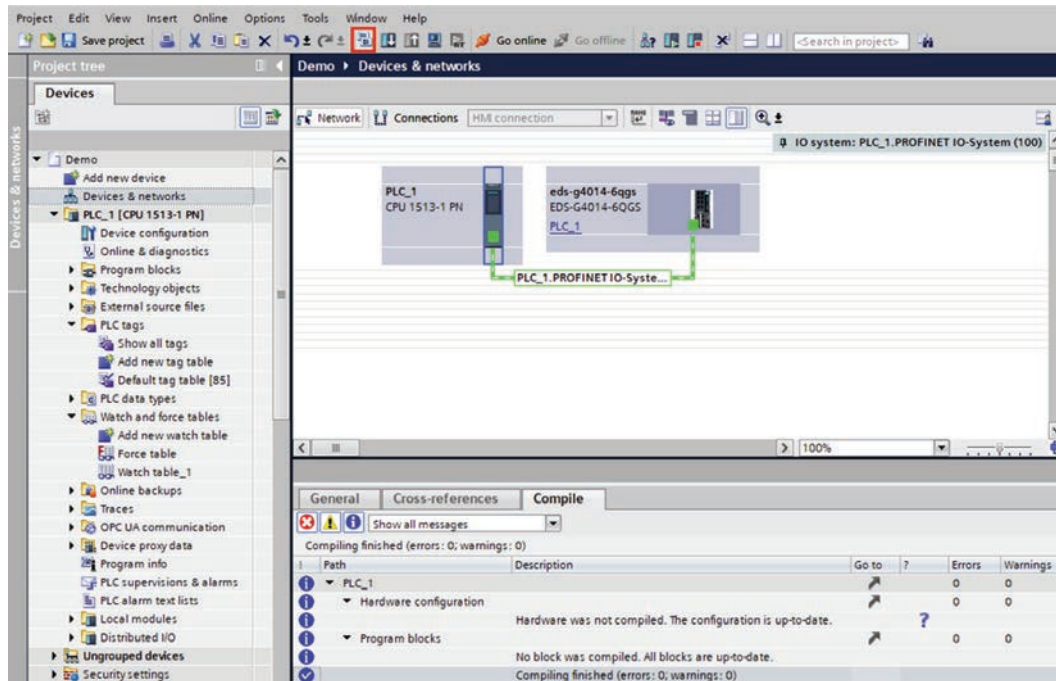 Project Edit View Insert Online Options Tools Window Help
Save project Go online Go offline <Search in project>
Project tree
Demo Devices & networks
Devices
Devices & networks
Network Connections HMI connection
IO system: PLC_1.PROFINET IO-System (100)
Demo
Add new device
Devices & networks
PLC_1 [CPU 1513-1 PN]
Device configuration
Online & diagnostics
Program blocks
Technology objects
External source files
PLC tags
Show all tags
Add new tag table
Default tag table [85]
PLC data types
Watch and force tables
Add new watch table
Force table
Watch table_1
Online backups
Traces
OPC UA communication
Device proxy data
Program info
PLC supervisions & alarms
PLC alarm text lists
Local modules
Distributed I/O
Ungrouped devices
Security settings
PLC_1
CPU 1513-1 PN
eds-g4014-6qgs
EDS-G4014-6QGS
PLC_1
PLC_1.PROFINET IO-Syste...
100%
General Cross-references Compile
Show all messages
Compiling finished (errors: 0; warnings: 0)
! Path Description Go to ? Errors Warnings
PLC_1 0 0
Hardware configuration 0 0
Hardware was not compiled. The configuration is up-to-date. ?
Program blocks 0 0
No block was compiled. All blocks are up-to-date.
Compiling finished (errors: 0; warnings: 0)